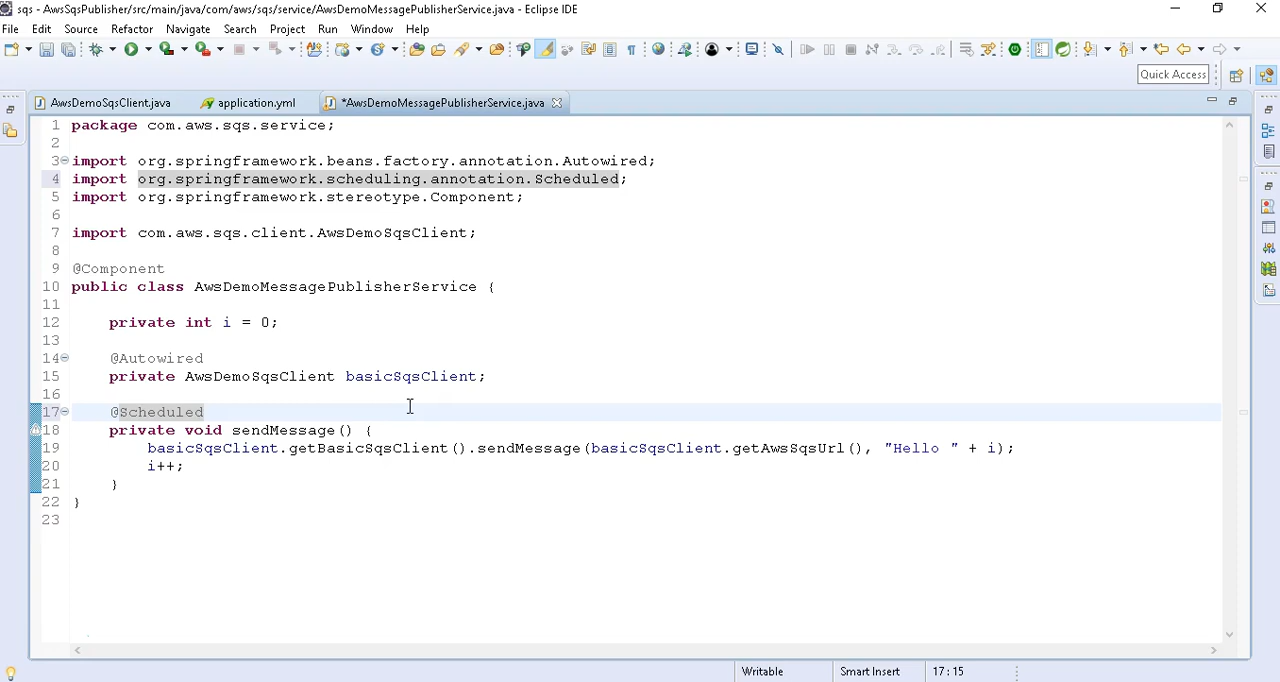 sqs - AwsSqsPublisher/src/main/java/com/aws/sqs/service/AwsDemoMessagePublisherService.java - Eclipse IDE
File Edit Source Refactor Navigate Search Project Run Window Help
Quick Access
AwsDemoSqsClient.java application.yml *AwsDemoMessagePublisherService.java
1 package com.aws.sqs.service;
2
3 import org.springframework.beans.factory.annotation.Autowired;
4 import org.springframework.scheduling.annotation.Scheduled;
5 import org.springframework.stereotype.Component;
6
7 import com.aws.sqs.client.AwsDemoSqsClient;
8
9 @Component
10 public class AwsDemoMessagePublisherService {
11
12 private int i = 0;
13
14 @Autowired
15 private AwsDemoSqsClient basicSqsClient;
16
17 @Scheduled
18 private void sendMessage() {
19 basicSqsClient.getBasicSqsClient().sendMessage(basicSqsClient.getAwsSqsUrl(), "Hello " + i);
20 i++;
21 }
22 }
23
Writable Smart Insert 17 : 15